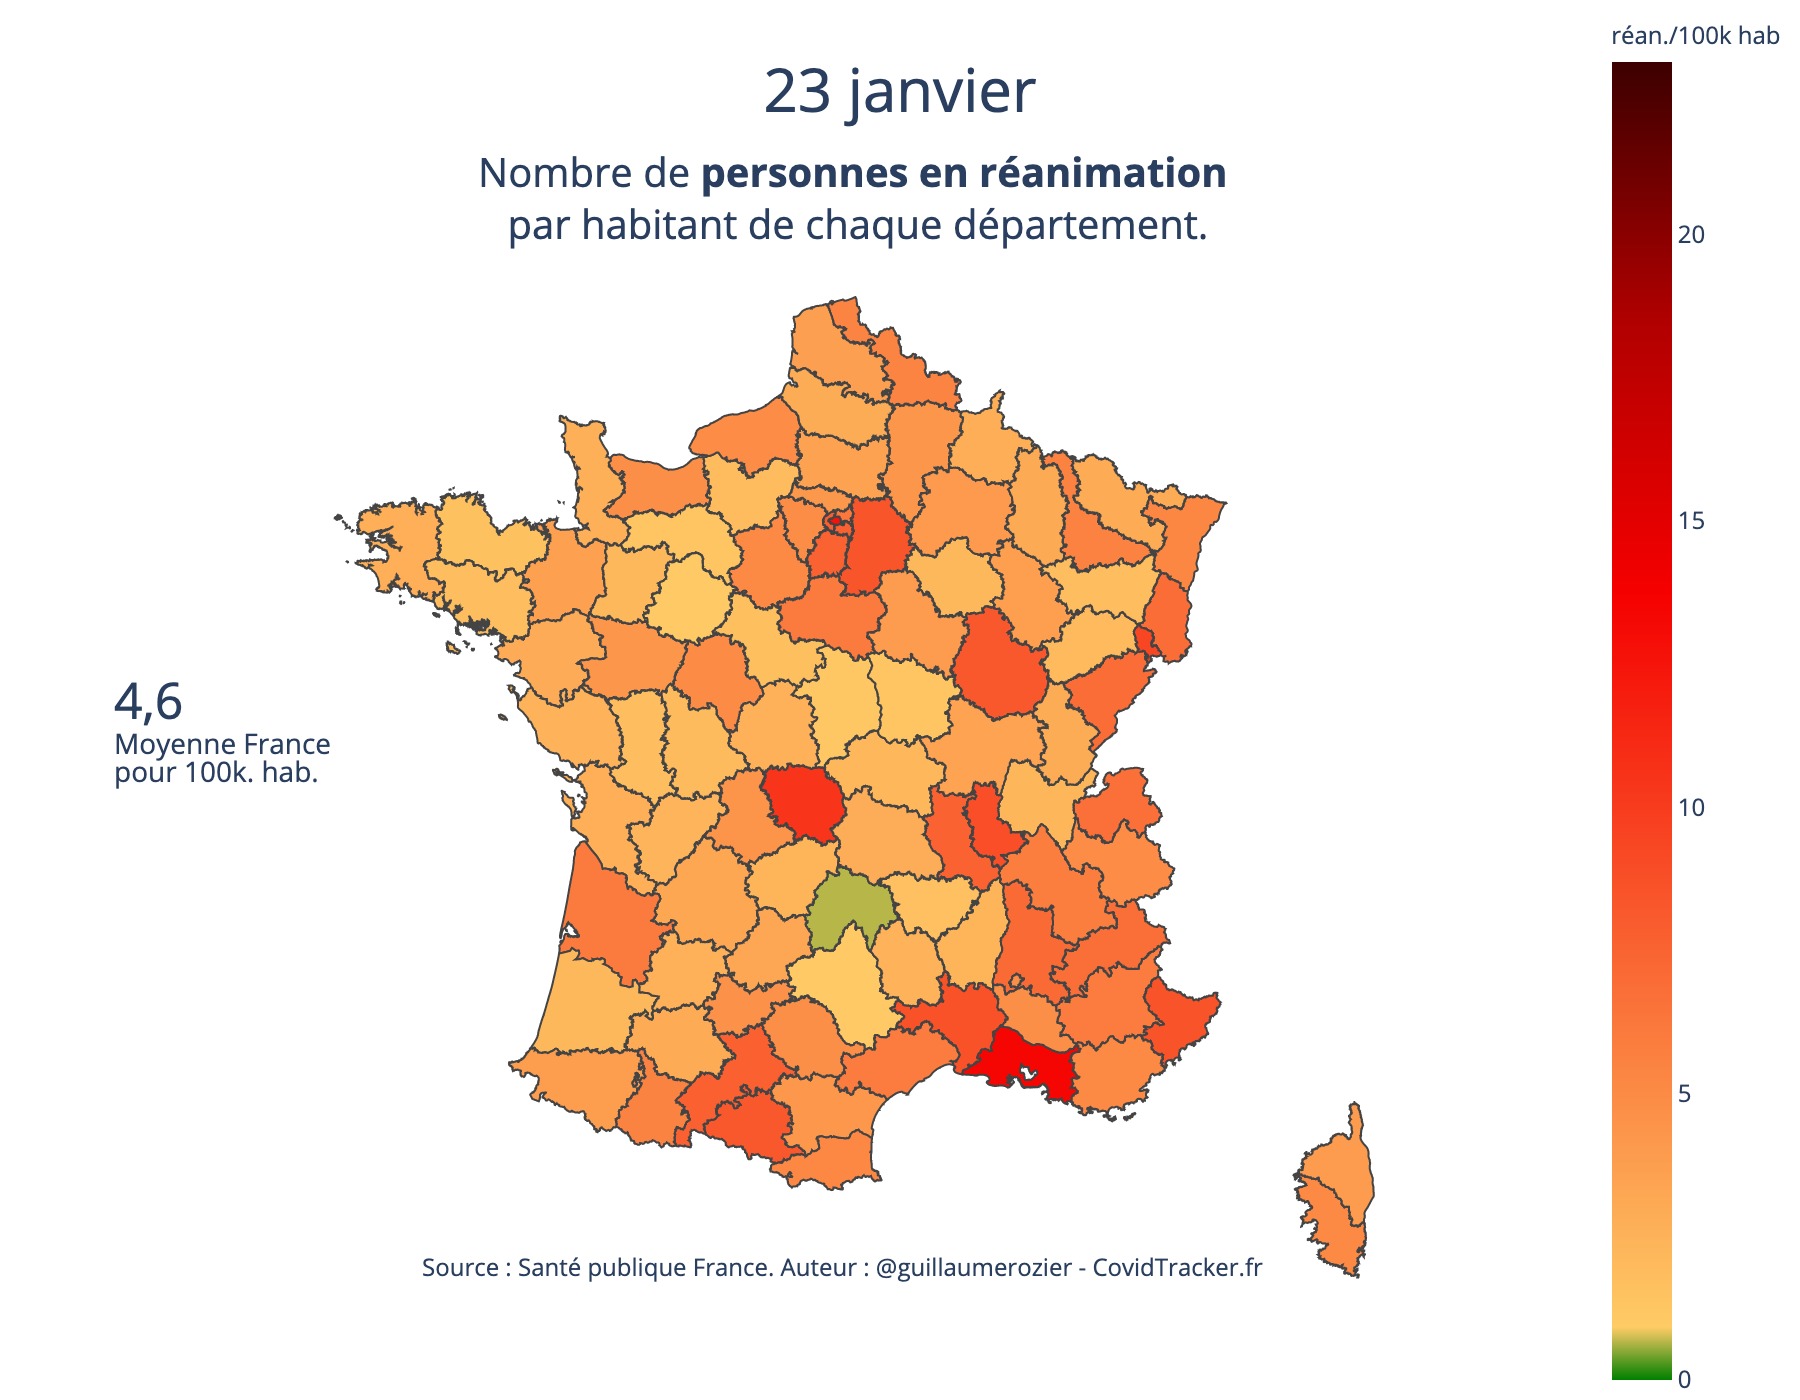 réan./100k hab
23 janvier
Nombre de personnes en réanimation
par habitant de chaque département.
20
15
4,6
Moyenne France
pour 100k. hab.
10
5
Source : Santé publique France. Auteur : @guillaumerozier - CovidTracker.fr
0